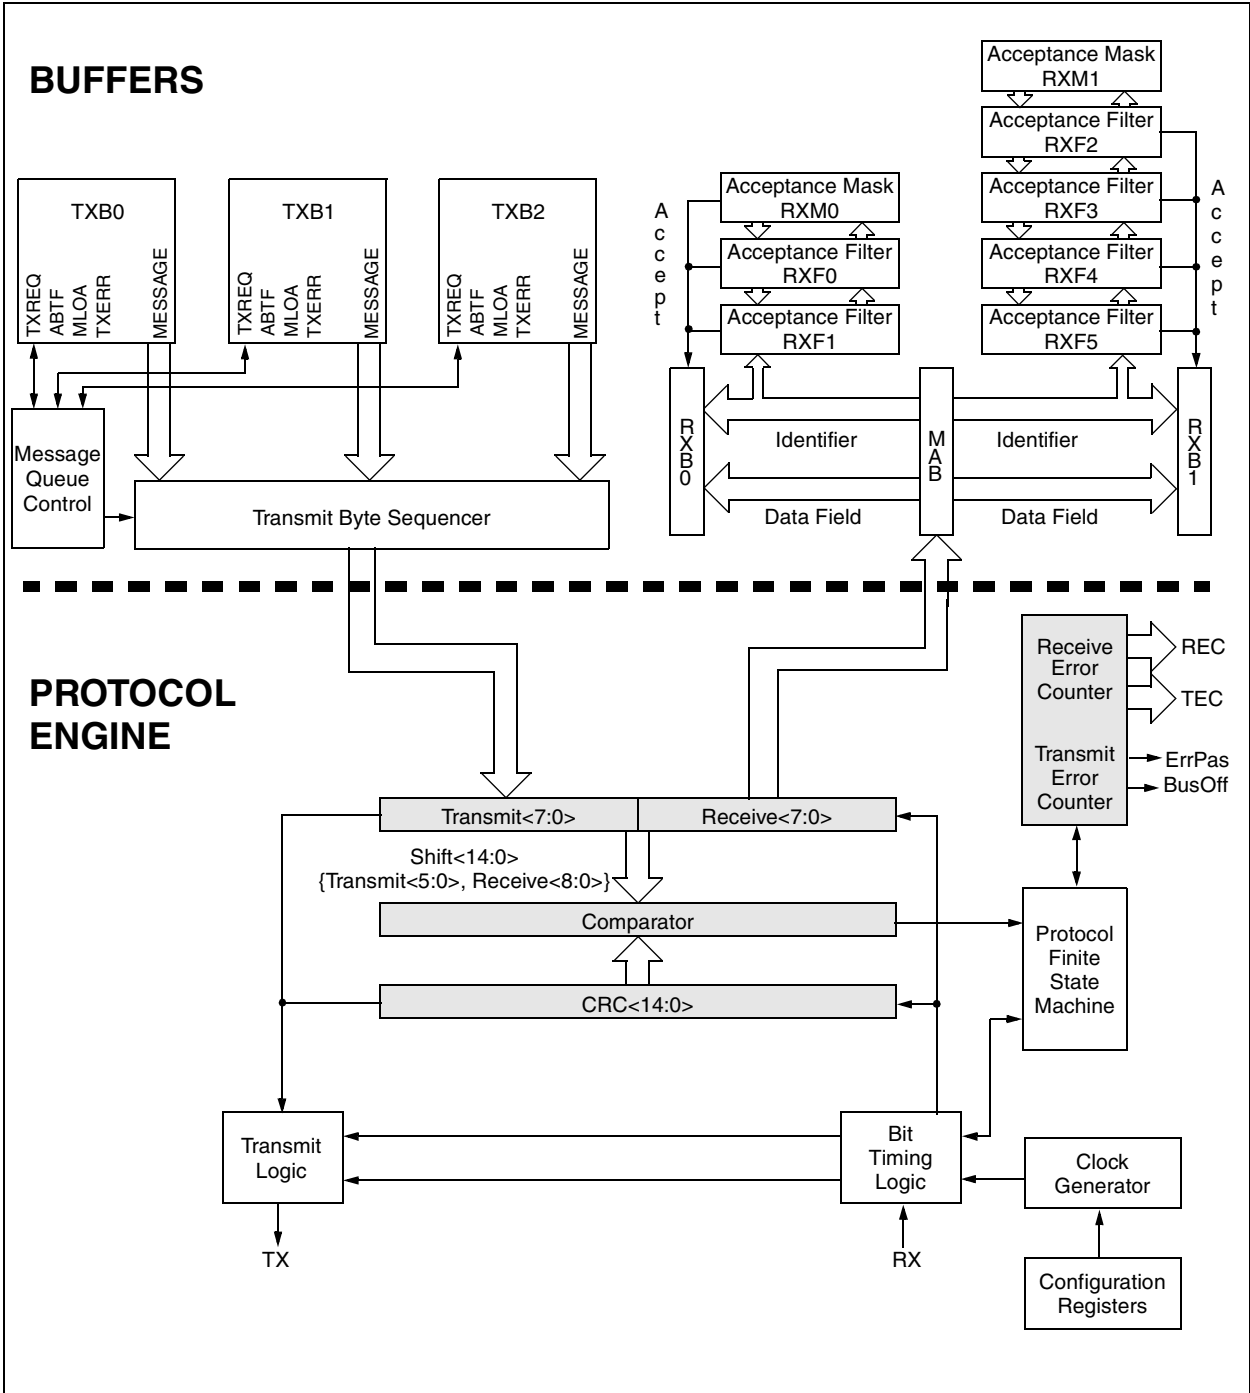 BUFFERS
Acceptance Mask
RXM1
Acceptance Filter
RXF2
Acceptance Filter
RXF3
Acceptance Filter
RXF4
Acceptance Filter
RXF5
Accept
Acceptance Mask
RXM0
Acceptance Filter
RXF0
Acceptance Filter
RXF1
Accept
TXB0
TXREQ
ABTF
MLOA
TXERR
MESSAGE
TXB1
TXREQ
ABTF
MLOA
TXERR
MESSAGE
TXB2
TXREQ
ABTF
MLOA
TXERR
MESSAGE
Message
Queue
Control
Transmit Byte Sequencer
RXB0
Identifier
Data Field
MAB
Identifier
Data Field
RXB1
PROTOCOL
ENGINE
Receive
Error
Counter
REC
TEC
Transmit
Error
Counter
ErrPas
BusOff
Transmit<7:0>
Receive<7:0>
Shift<14:0>
{Transmit<5:0>, Receive<8:0>}
Comparator
CRC<14:0>
Protocol
Finite
State
Machine
Transmit
Logic
TX
Bit
Timing
Logic
RX
Clock
Generator
Configuration
Registers